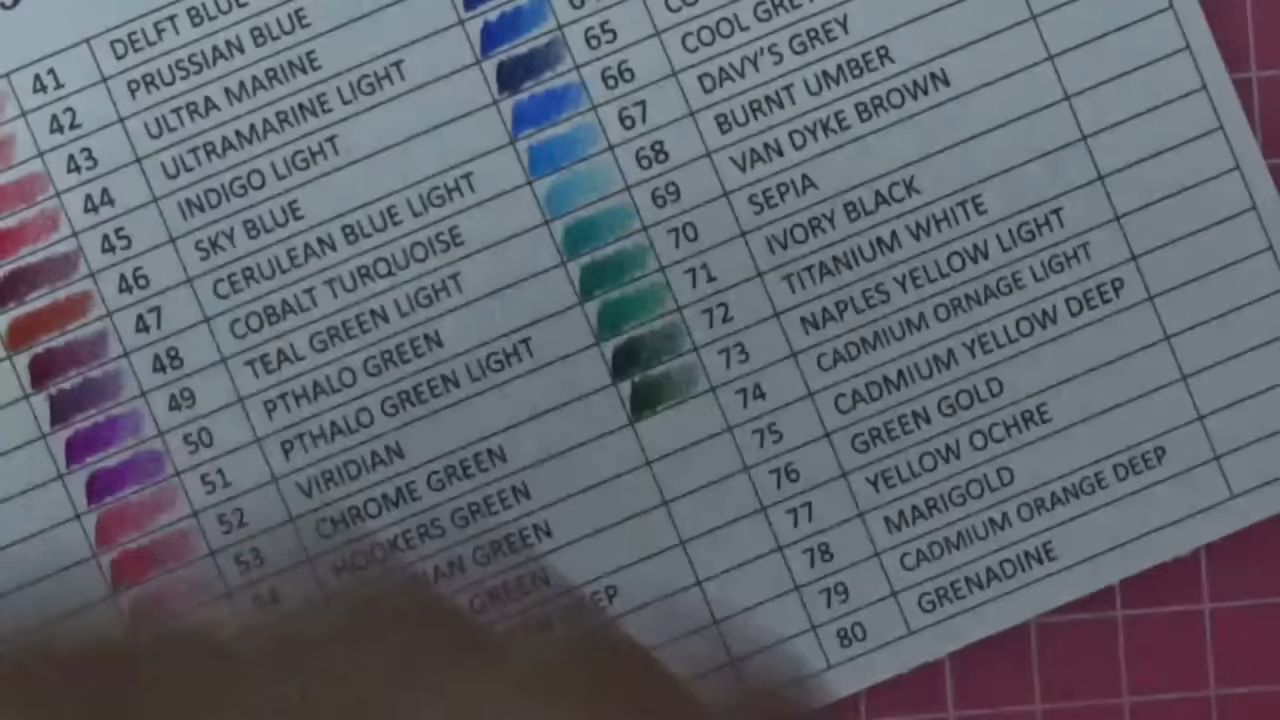 41 DELFT BLUE
42 PRUSSIAN BLUE
43 ULTRA MARINE
44 ULTRAMARINE LIGHT
45 INDIGO LIGHT
46 SKY BLUE
47 CERULEAN BLUE LIGHT
48 COBALT TURQUOISE
49 TEAL GREEN LIGHT
50 PTHALO GREEN
51 PTHALO GREEN LIGHT
52 VIRIDIAN
53 CHROME GREEN
54 HOOKERS GREEN
GREEN
GREEN
65
66 COOL GREY
67 DAVY'S GREY
68 BURNT UMBER
69 VAN DYKE BROWN
70 SEPIA
71 IVORY BLACK
72 TITANIUM WHITE
73 NAPLES YELLOW LIGHT
74 CADMIUM ORNAGE LIGHT
75 CADMIUM YELLOW DEEP
76 GREEN GOLD
77 YELLOW OCHRE
78 MARIGOLD
79 CADMIUM ORANGE DEEP
80 GRENADINE